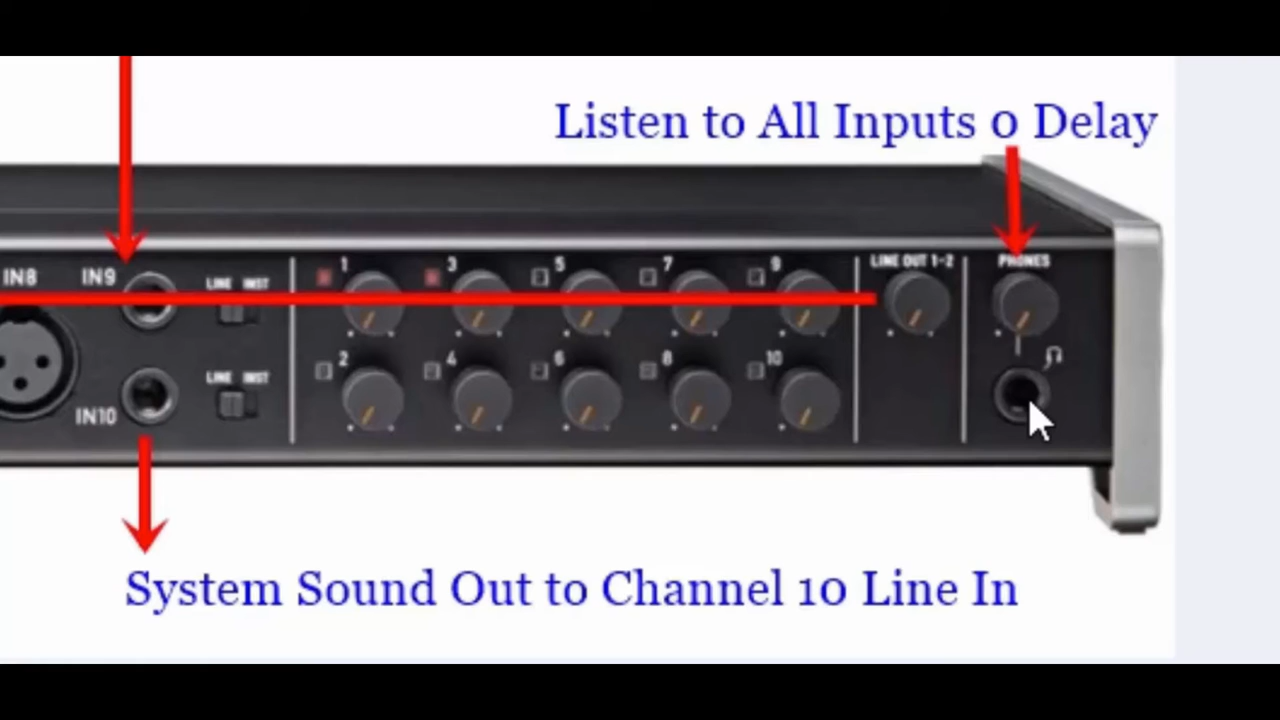 Listen to All Inputs 0 Delay
IN8 IN9 LINE INST 1 3 5 7 9 LINE OUT 1-2 PHONES
LINE INST 2 4 6 8 10
IN10
System Sound Out to Channel 10 Line In